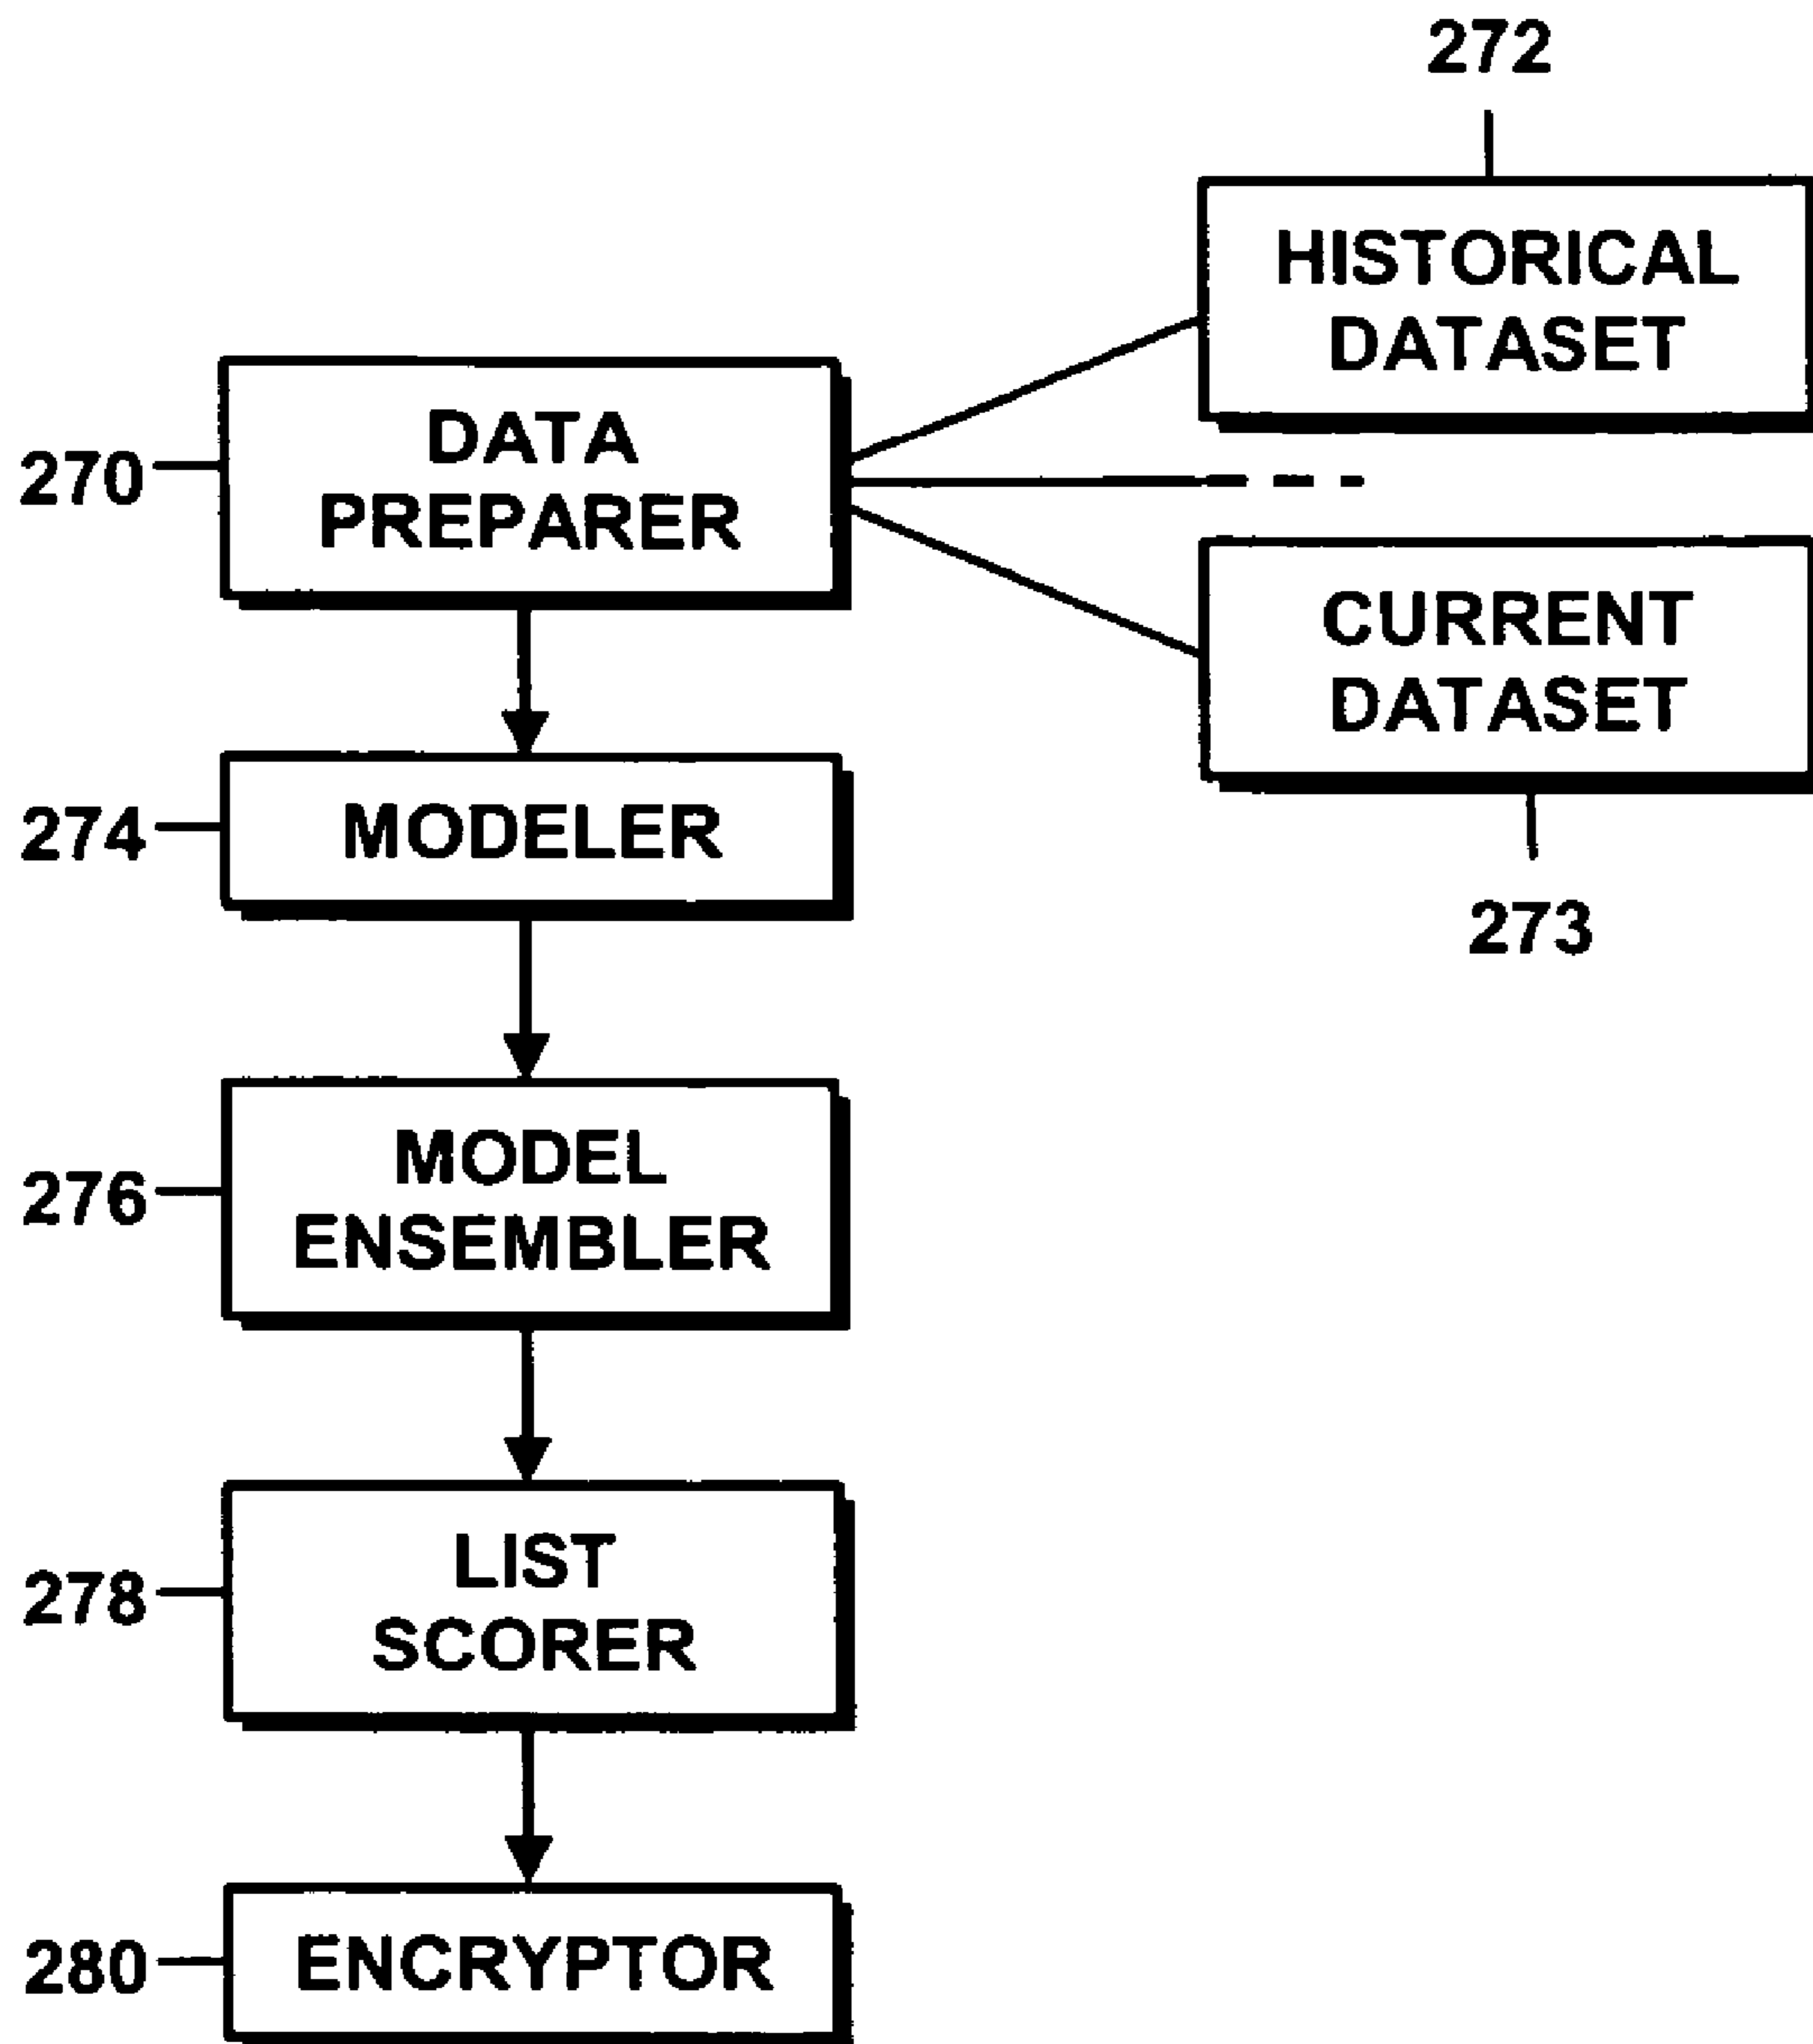 272
HISTORICAL
DATASET
270
DATA
PREPARER
CURRENT
DATASET
273
274
MODELER
276
MODEL
ENSEMBLER
278
LIST
SCORER
280
ENCRYPTOR